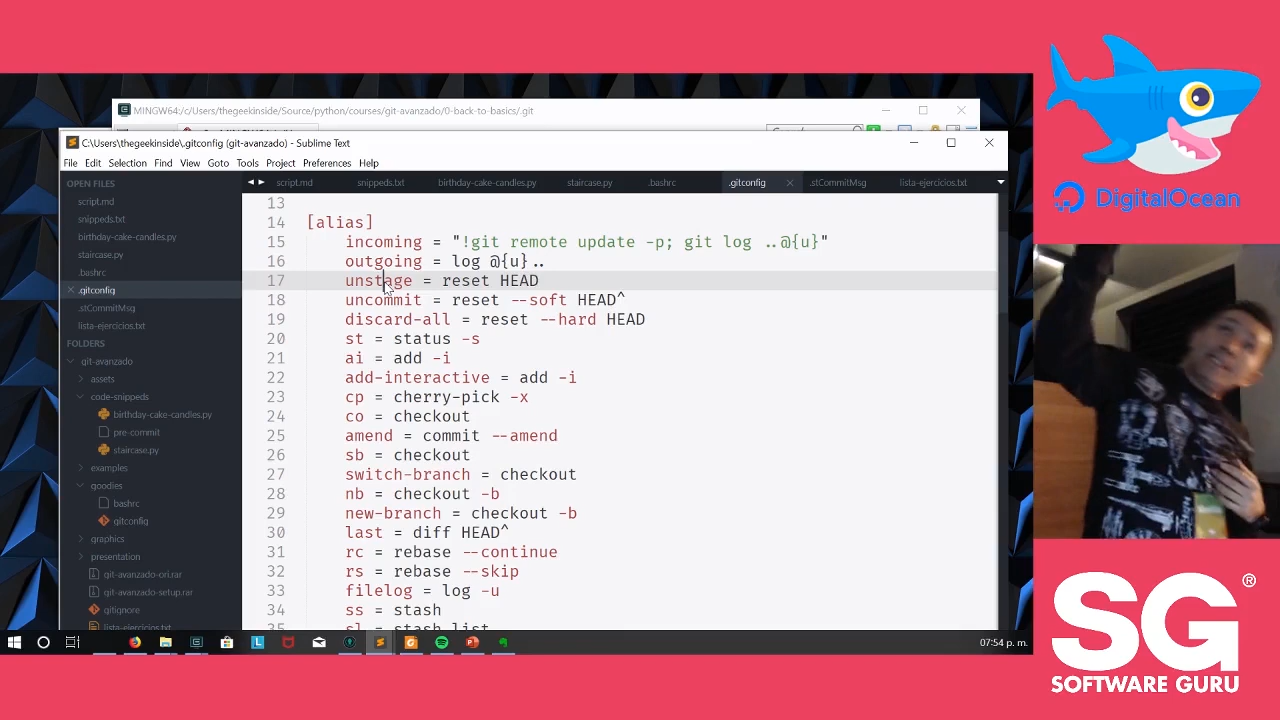 MINGW64:/c/Users/thegeekinside/Source/python/courses/git-avanzado/0-back-to-basics/.git
C:\Users\thegeekinside\.gitconfig (git-avanzado) - Sublime Text
File Edit Selection Find View Goto Tools Project Preferences Help
OPEN FILES
script.md
snippeds.txt
birthday-cake-candles.py
staircase.py
.bashrc
.gitconfig
.stCommitMsg
lista-ejercicios.txt
FOLDERS
git-avanzado
assets
code-snippeds
birthday-cake-candles.py
pre-commit
staircase.py
examples
goodies
bashrc
gitconfig
graphics
presentation
git-avanzado-ori.rar
git-avanzado-setup.rar
gitignore
lista-ejercicios.txt
script.md snippeds.txt birthday-cake-candles.py staircase.py .bashrc .gitconfig .stCommitMsg lista-ejercicios.txt
13
14 [alias]
15 incoming = "!git remote update -p; git log ..@{u}"
16 outgoing = log @{u}..
17 unstage = reset HEAD
18 uncommit = reset --soft HEAD^
19 discard-all = reset --hard HEAD
20 st = status -s
21 ai = add -i
22 add-interactive = add -i
23 cp = cherry-pick -x
24 co = checkout
25 amend = commit --amend
26 sb = checkout
27 switch-branch = checkout
28 nb = checkout -b
29 new-branch = checkout -b
30 last = diff HEAD^
31 rc = rebase --continue
32 rs = rebase --skip
33 filelog = log -u
34 ss = stash
35 sl = stash list
07:54 p. m.
DigitalOcean
SG®
SOFTWARE GURU